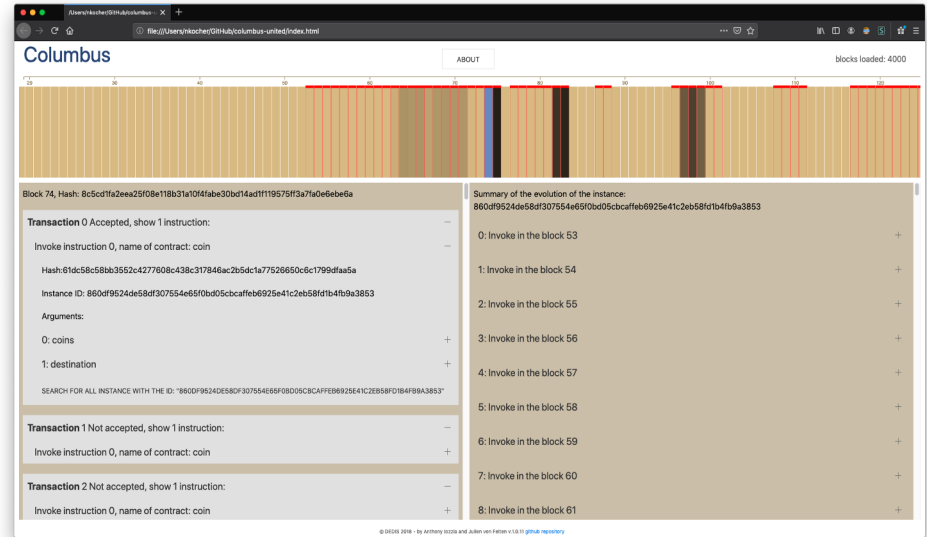 /Users/nkocher/GitHub/columbus-
file:///Users/nkocher/GitHub/columbus-united/index.html
Columbus
ABOUT
blocks loaded: 4000
20 30 40 50 60 70 80 90 100 110 120
Block 74, Hash: 8c5cd1fa2eea25f08e118b31a10f4fabe30bd14ad1f119575ff3a7fa0e6ebe6a
Transaction 0 Accepted, show 1 instruction:
Invoke instruction 0, name of contract: coin
Hash:61dc58c58bb3552c4277608c438c317846ac2b5dc1a77526650c6c1799dfaa5a
Instance ID: 860df9524de58df307554e65f0bd05cbcaffeb6925e41c2eb58fd1b4fb9a3853
Arguments:
0: coins
1: destination
SEARCH FOR ALL INSTANCE WITH THE ID: "860DF9524DE58DF307554E65F0BD05CBCAFFEB6925E41C2EB58FD1B4FB9A3853"
Transaction 1 Not accepted, show 1 instruction:
Invoke instruction 0, name of contract: coin
Transaction 2 Not accepted, show 1 instruction:
Invoke instruction 0, name of contract: coin
Summary of the evolution of the instance:
860df9524de58df307554e65f0bd05cbcaffeb6925e41c2eb58fd1b4fb9a3853
0: Invoke in the block 53
1: Invoke in the block 54
2: Invoke in the block 55
3: Invoke in the block 56
4: Invoke in the block 57
5: Invoke in the block 58
6: Invoke in the block 59
7: Invoke in the block 60
8: Invoke in the block 61
© DEDIS 2018 - by Anthony Iozzia and Julien von Felten v.1.0.11 github repository